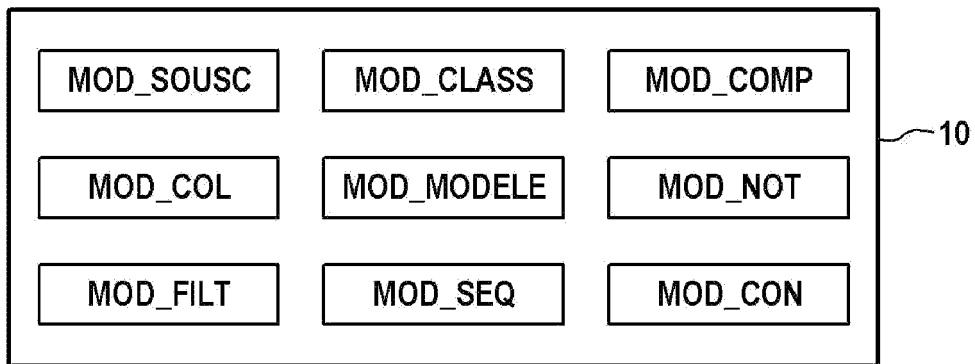 MOD_SOUSC MOD_CLASS MOD_COMP
10
MOD_COL MOD_MODELE MOD_NOT
MOD_FILT MOD_SEQ MOD_CON